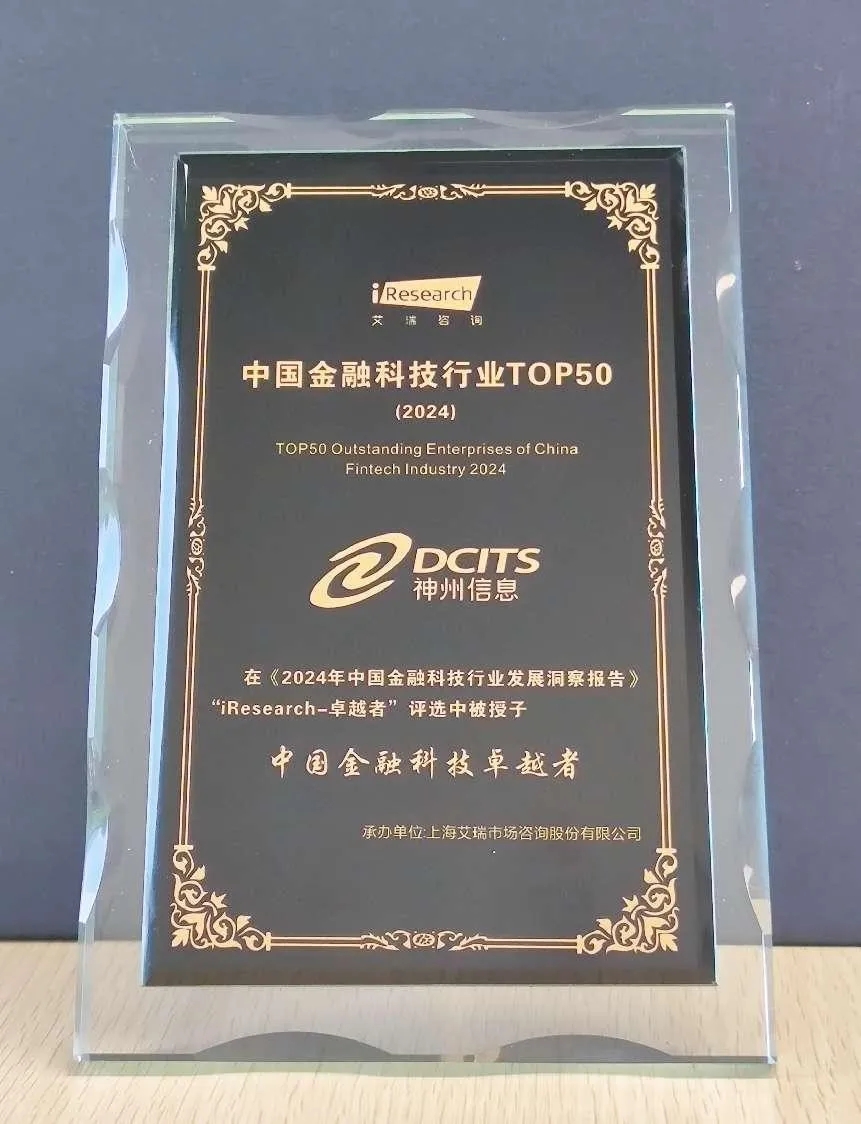 iResearch
艾瑞咨询
中国金融科技行业TOP50
(2024)
TOP50 Outstanding Enterprises of China
Fintech Industry 2024
DCITS
神州信息
在《2024年中国金融科技行业发展洞察报告》
“iResearch-卓越者”评选中被授予
中国金融科技卓越者
承办单位:上海艾瑞市场咨询股份有限公司